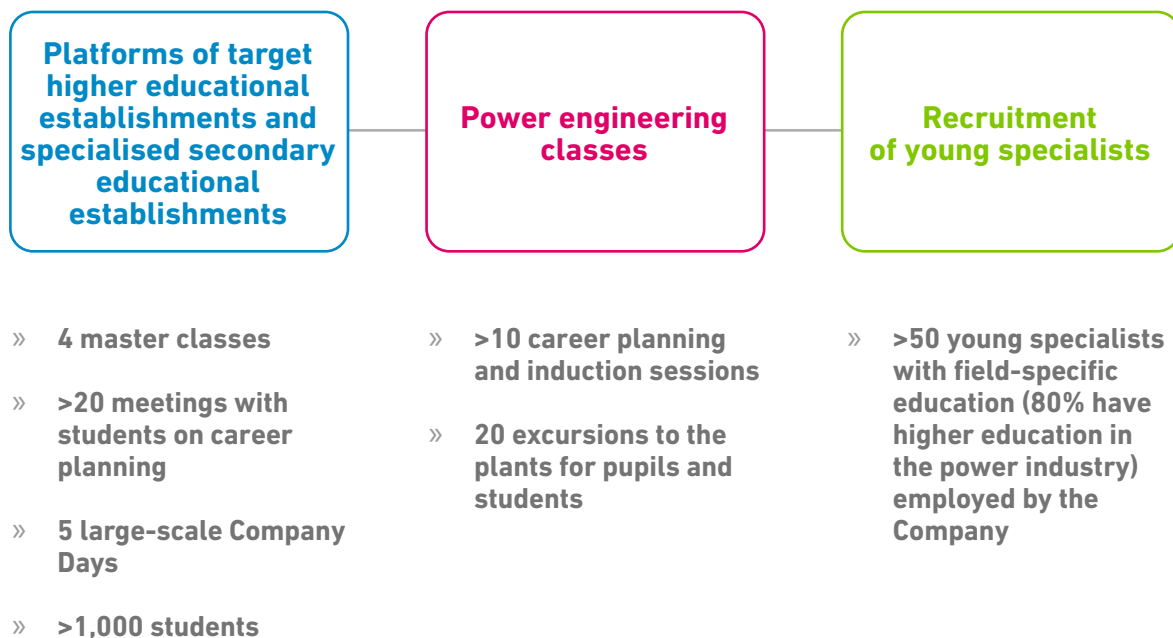 Platforms of target
higher educational
establishments and
specialised secondary
educational
establishments
Power engineering
classes
Recruitment
of young specialists
» 4 master classes
» >20 meetings with
students on career
planning
» 5 large-scale Company
Days
» >1,000 students
» >10 career planning
and induction sessions
» 20 excursions to the
plants for pupils and
students
» >50 young specialists
with field-specific
education (80% have
higher education in
the power industry)
employed by the
Company